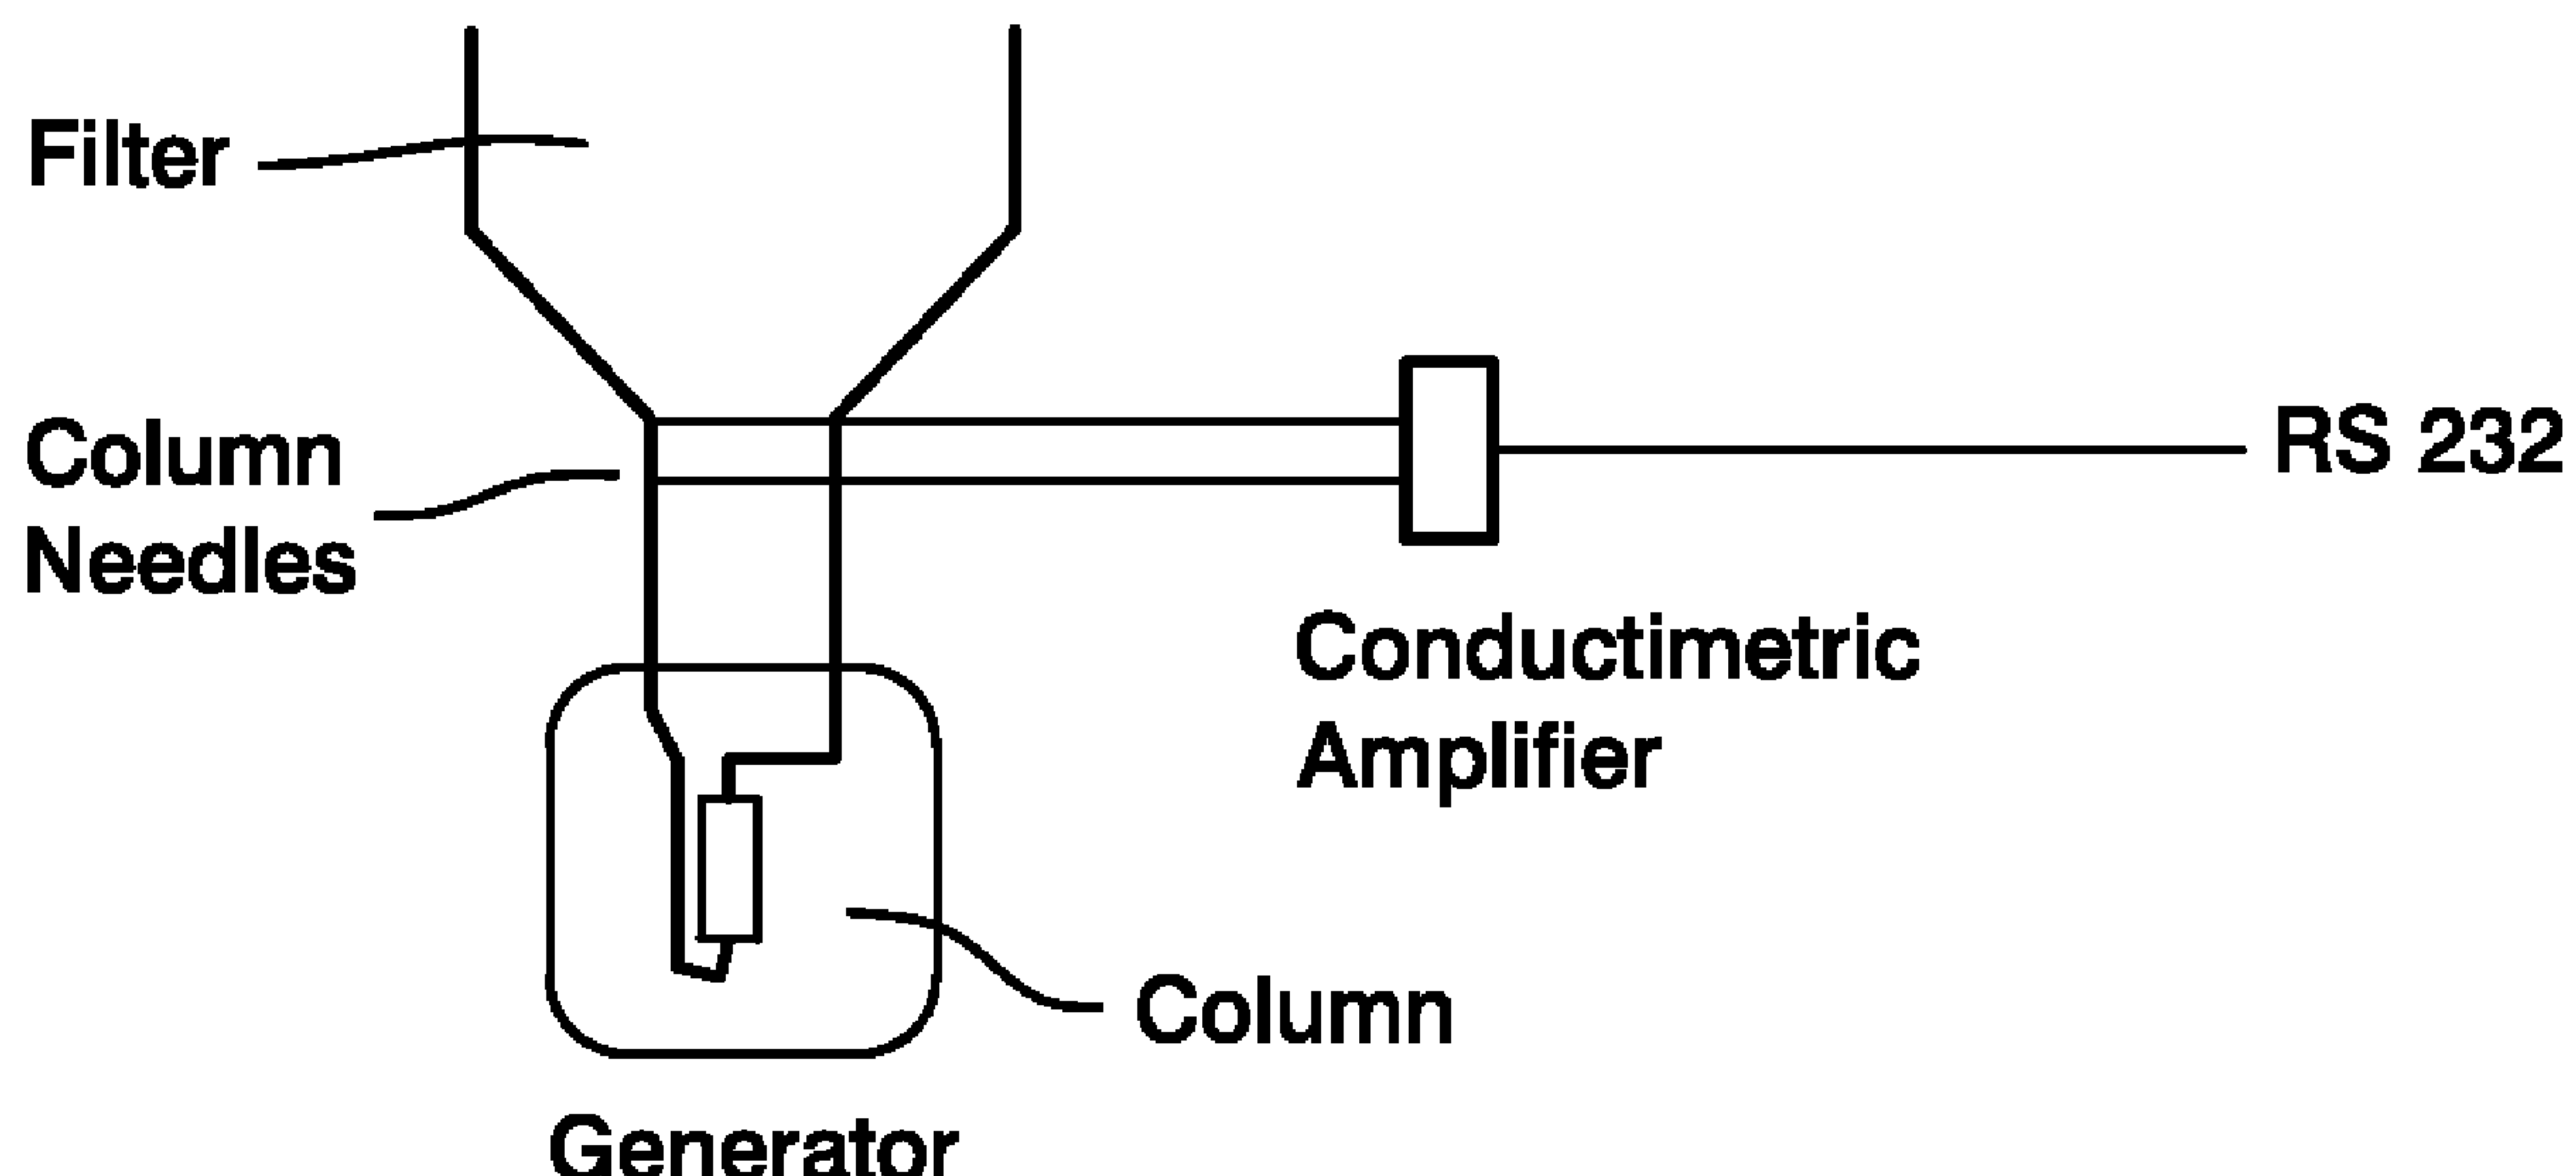 Filter
Column
Needles
RS 232
Conductimetric
Amplifier
Column
Generator